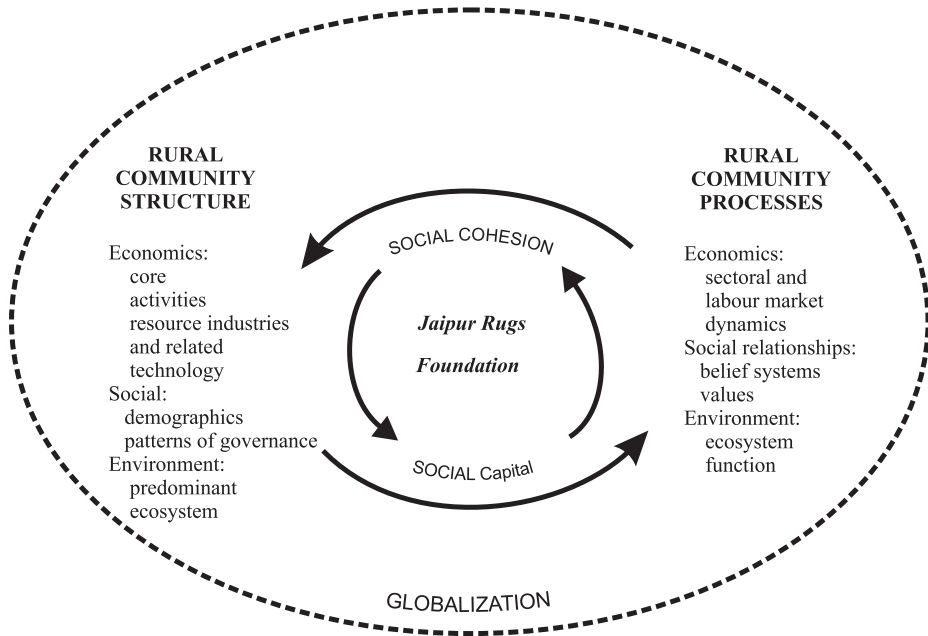 RURAL
COMMUNITY
STRUCTURE
Economics:
core
activities
resource industries
and related
technology
Social:
demographics
patterns of governance
Environment:
predominant
ecosystem
SOCIAL COHESION
Jaipur Rugs
Foundation
SOCIAL Capital
RURAL
COMMUNITY
PROCESSES
Economics:
sectoral and
labour market
dynamics
Social relationships:
belief systems
values
Environment:
ecosystem
function
GLOBALIZATION